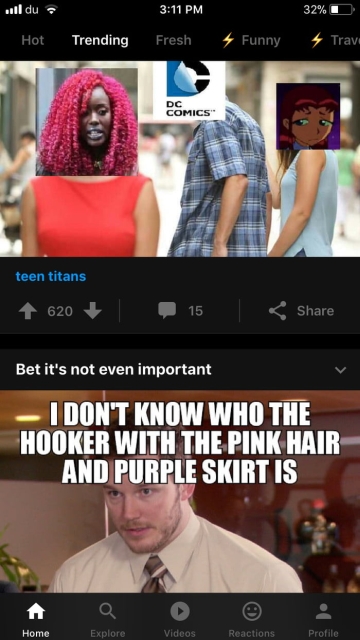 du 3:11 PM 32%
Hot Trending Fresh ⚡ Funny ⚡ Trav
DC
COMICS™
teen titans
620 15 Share
Bet it's not even important
I DON'T KNOW WHO THE
HOOKER WITH THE PINK HAIR
AND PURPLE SKIRT IS
Home Explore Videos Reactions Profile